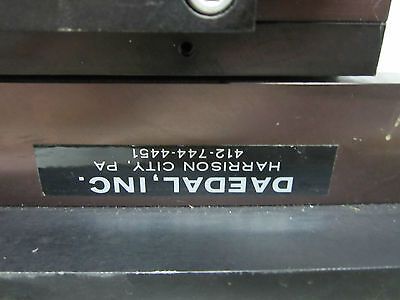 DAEDAL, INC.
HARRISON CITY, PA
412-744-4451